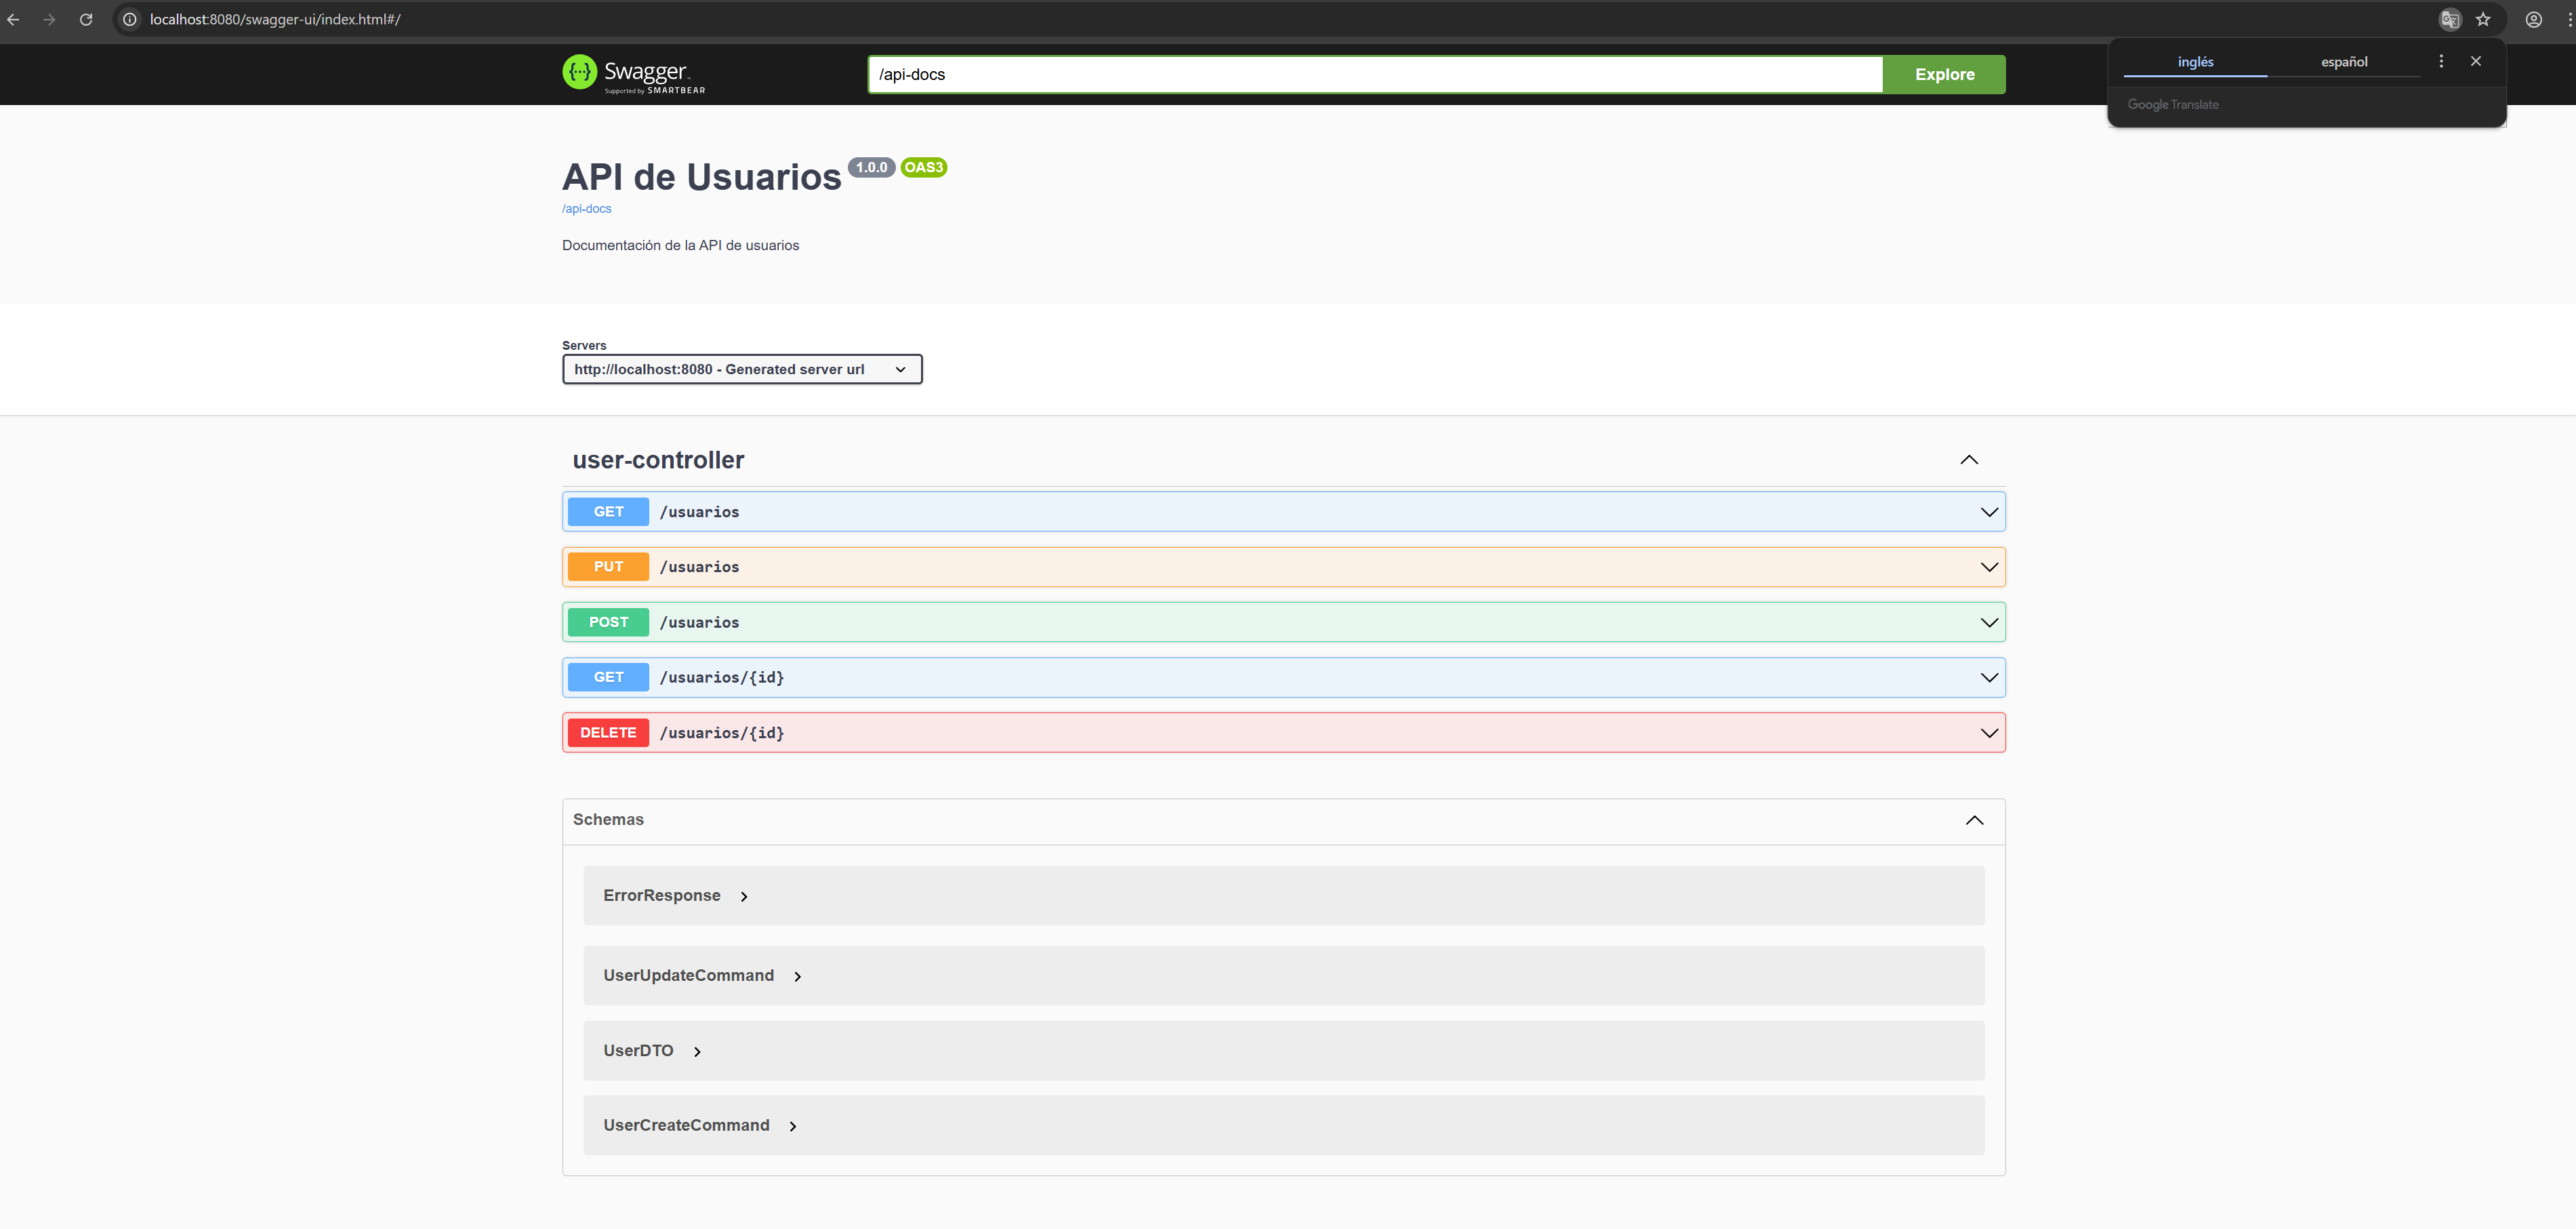 localhost:8080/swagger-ui/index.html#/
inglés
español
Google Translate
Swagger
Supported by SMARTBEAR
/api-docs
Explore
API de Usuarios 1.0.0 OAS3
/api-docs
Documentación de la API de usuarios
Servers
http://localhost:8080 - Generated server url
user-controller
GET /usuarios
PUT /usuarios
POST /usuarios
GET /usuarios/{id}
DELETE /usuarios/{id}
Schemas
ErrorResponse
UserUpdateCommand
UserDTO
UserCreateCommand